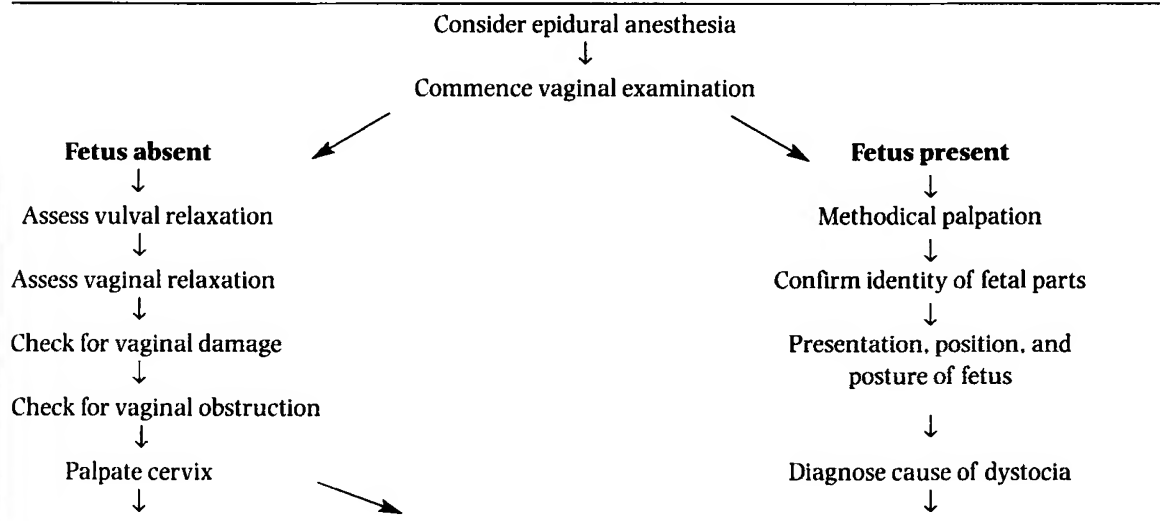 Consider epidural anesthesia
↓
Commence vaginal examination
Fetus absent
↓
Assess vulval relaxation
↓
Assess vaginal relaxation
↓
Check for vaginal damage
↓
Check for vaginal obstruction
↓
Palpate cervix
↓
Fetus present
↓
Methodical palpation
↓
Confirm identity of fetal parts
↓
Presentation, position, and
posture of fetus
↓
Diagnose cause of dystocia
↓